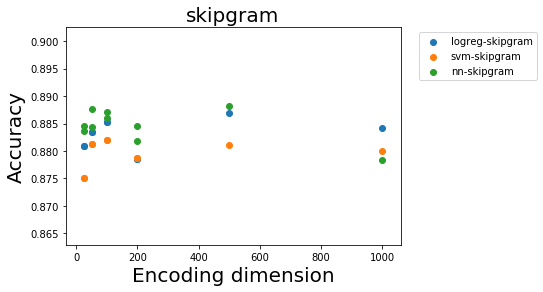 skipgram
logreg-skipgram
svm-skipgram
nn-skipgram
Accuracy
0.900
0.895
0.890
0.885
0.880
0.875
0.870
0.865
0 200 400 600 800 1000
Encoding dimension